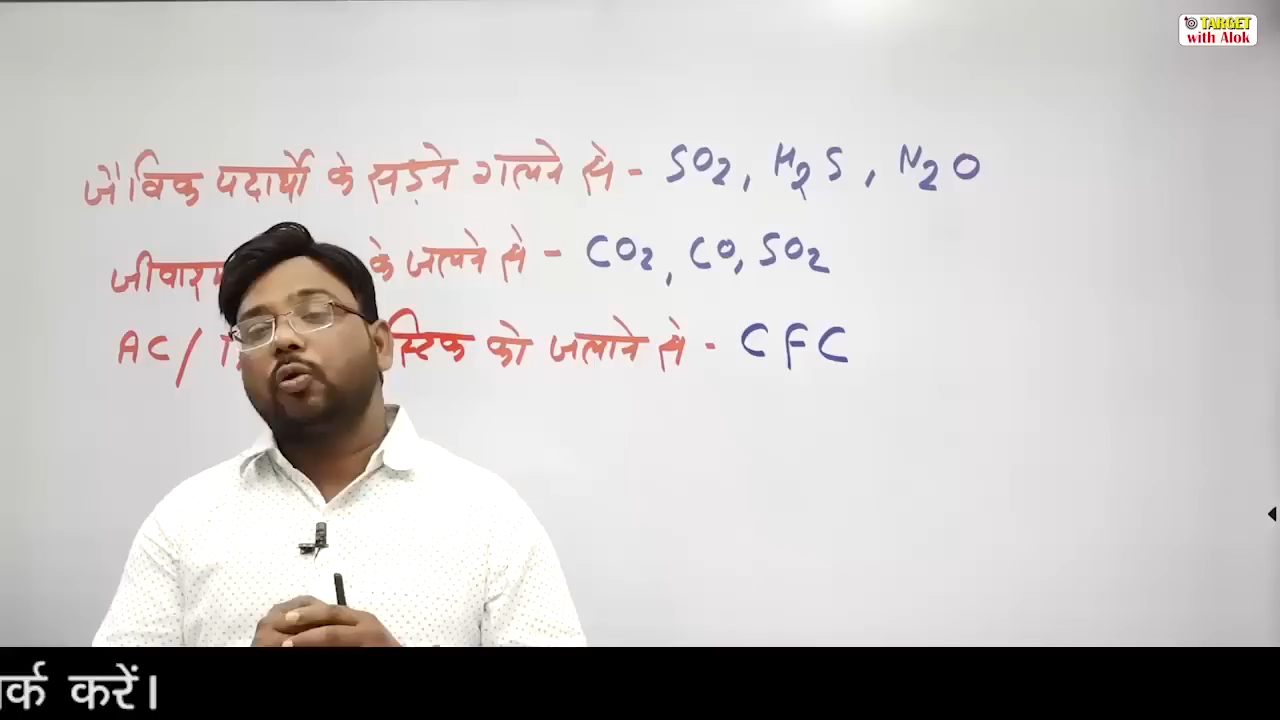 TARGET
with Alok
जैविक पदार्थों के सड़ने गलने से - SO2, H2S, N2O
के जलने से - CO2, CO, SO2
AC / को जलाने से - CFC
करें।